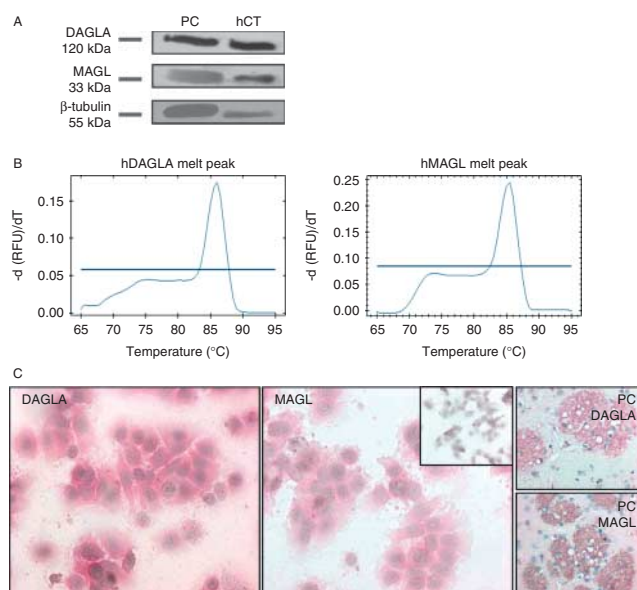 A
PC hCT
DAGLA
120 kDa
MAGL
33 kDa
β-tubulin
55 kDa
B
hDAGLA melt peak
-d (RFU)/dT
0.15
0.10
0.05
0.00
65 70 75 80 85 90 95
Temperature (°C)
hMAGL melt peak
-d (RFU)/dT
0.25
0.20
0.15
0.10
0.05
0.00
65 70 75 80 85 90 95
Temperature (°C)
C
DAGLA
MAGL
PC
DAGLA
PC
MAGL